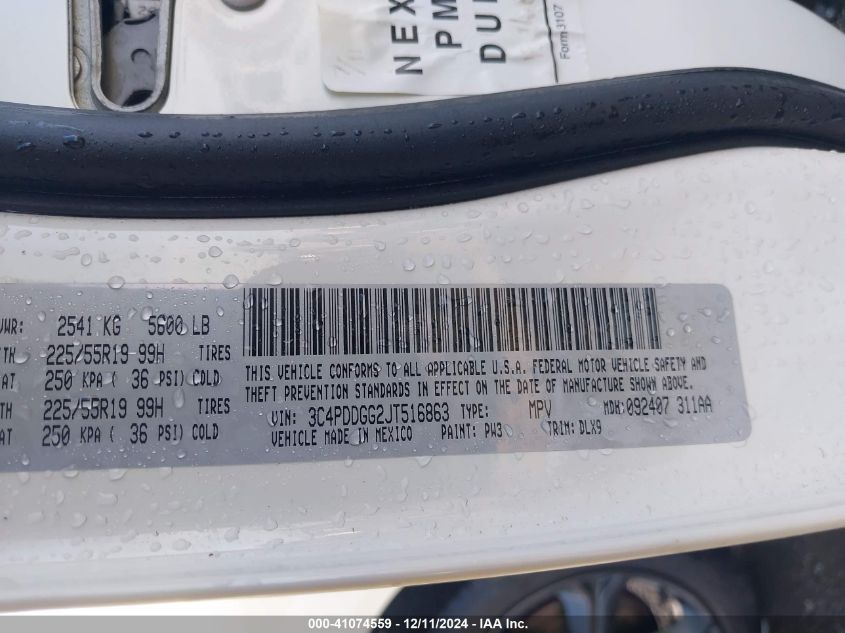 NEX
PM
DUE
Form 3107
VWR: 2541 KG 5600 LB
TH 225/55R19 99H TIRES
AT 250 KPA ( 36 PSI) COLD
TH 225/55R19 99H TIRES
AT 250 KPA ( 36 PSI) COLD
THIS VEHICLE CONFORMS TO ALL APPLICABLE U.S.A. FEDERAL MOTOR VEHICLE SAFETY AND
THEFT PREVENTION STANDARDS IN EFFECT ON THE DATE OF MANUFACTURE SHOWN ABOVE.
VIN: 3C4PDDGG2JT516863 TYPE: MPV MDH:092407 311AA
VEHICLE MADE IN MEXICO PAINT: PW3 TRIM: DLX9
000-41074559 - 12/11/2024 - IAA Inc.